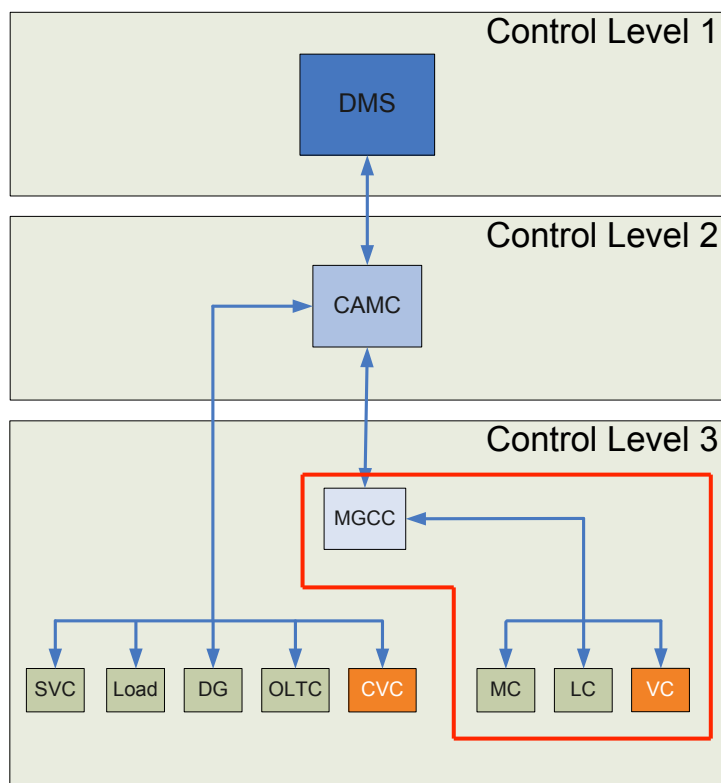 Control Level 1
DMS
Control Level 2
CAMC
Control Level 3
MGCC
SVC
Load
DG
OLTC
CVC
MC
LC
VC